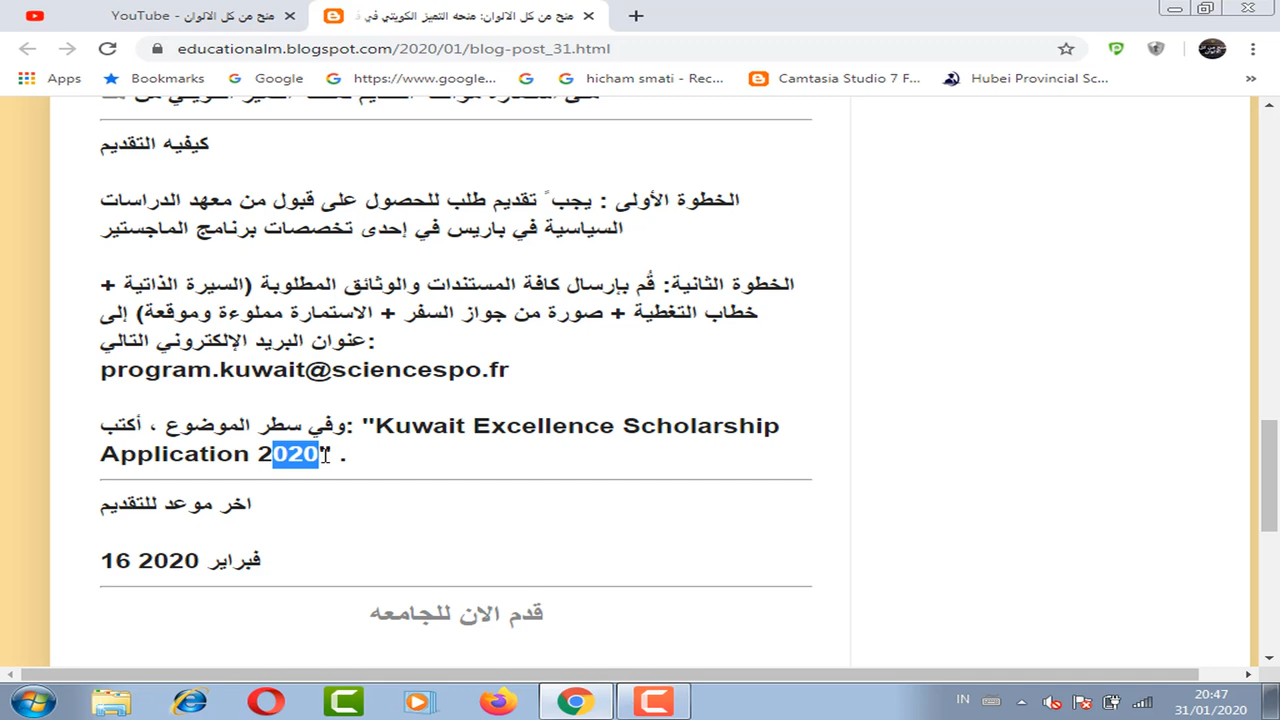 منح من كل الالوان - YouTube
منح من كل الالوان: منحه التميز الكويتي في ف
educationalm.blogspot.com/2020/01/blog-post_31.html
Apps
Bookmarks
Google
https://www.google...
hicham smati - Rec...
Camtasia Studio 7 F...
Hubei Provincial Sc...
»
كيفيه التقديم
الخطوة الأولى : يجبً تقديم طلب للحصول على قبول من معهد الدراسات
السياسية في باريس في إحدى تخصصات برنامج الماجستير
الخطوة الثانية: قُم بإرسال كافة المستندات والوثائق المطلوبة (السيرة الذاتية +
خطاب التغطية + صورة من جواز السفر + الاستمارة مملوءة وموقعة) إلى
عنوان البريد الإلكتروني التالي:
program.kuwait@sciencespo.fr
وفي سطر الموضوع ، أكتب: "Kuwait Excellence Scholarship
Application 2020" .
اخر موعد للتقديم
16 فبراير 2020
قدم الان للجامعه
IN
20:47
31/01/2020